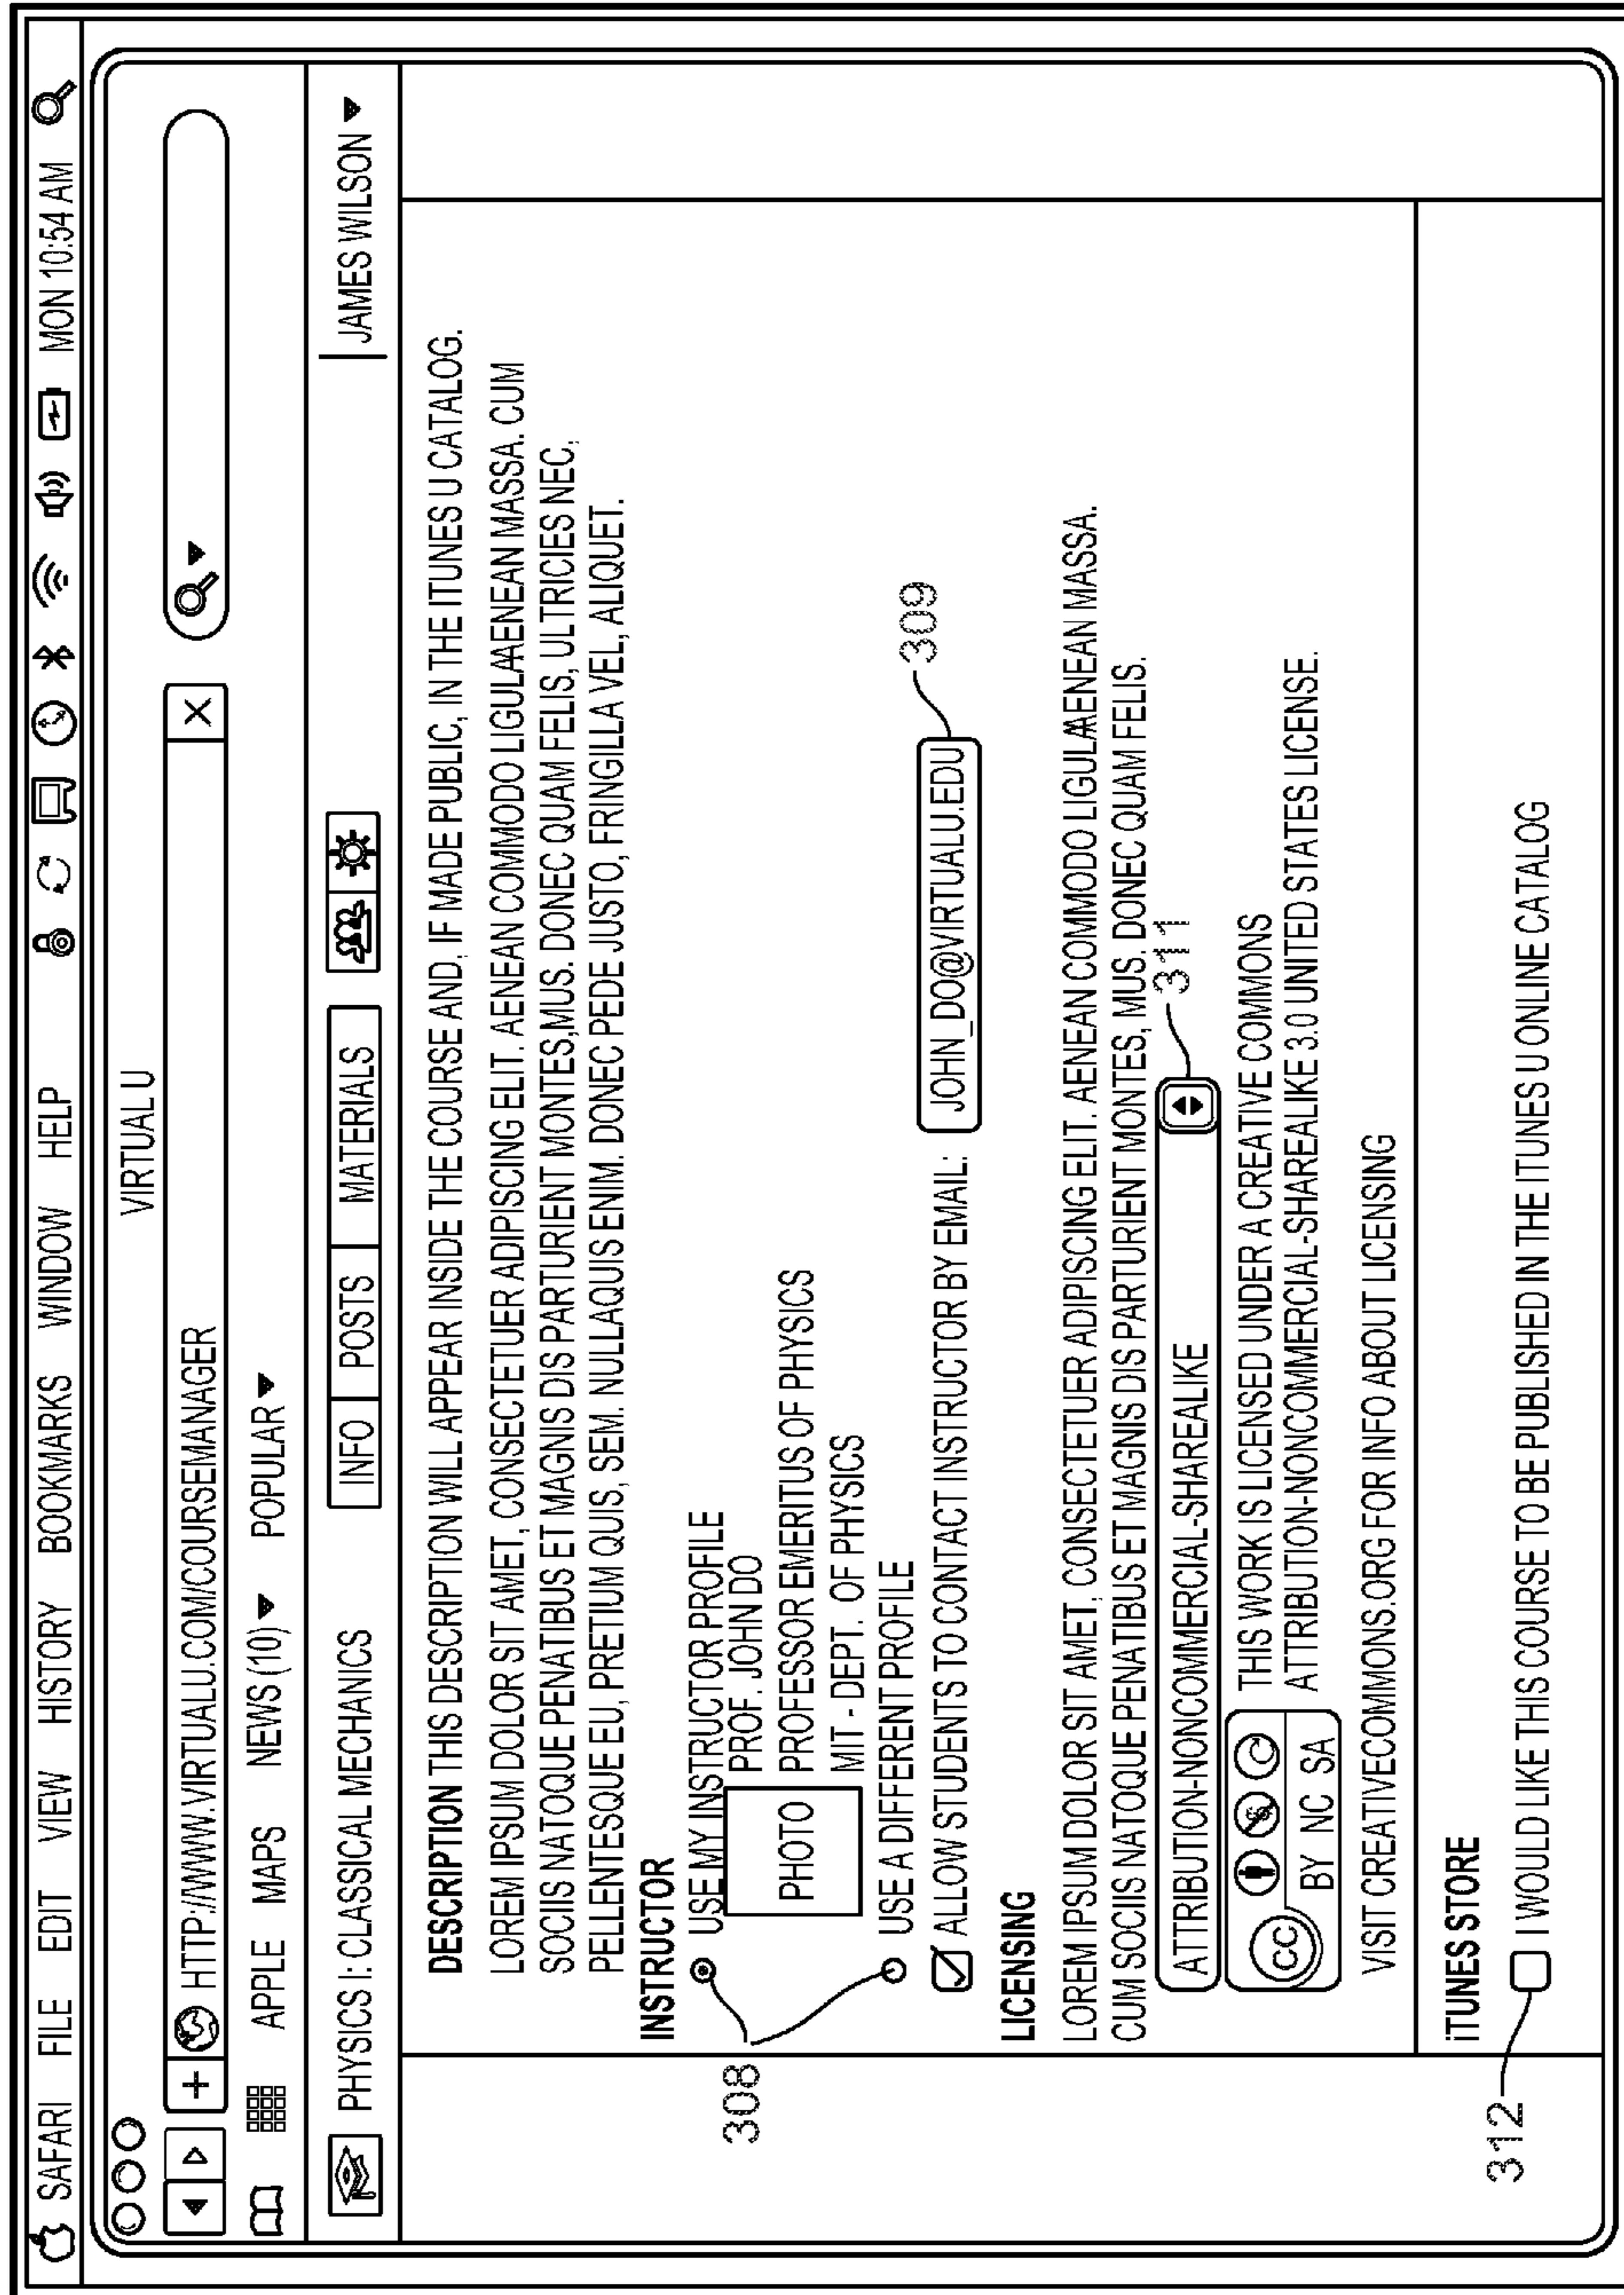 SAFARI FILE EDIT VIEW HISTORY BOOKMARKS WINDOW HELP MON 10:54 AM
VIRTUAL U
+ HTTP://WWW.VIRTUALU.COM/COURSEMANAGER X
APPLE MAPS NEWS (10) POPULAR
PHYSICS I: CLASSICAL MECHANICS INFO POSTS MATERIALS JAMES WILSON
DESCRIPTION THIS DESCRIPTION WILL APPEAR INSIDE THE COURSE AND, IF MADE PUBLIC, IN THE ITUNES U CATALOG.
LOREM IPSUM DOLOR SIT AMET, CONSECTETUER ADIPISCING ELIT. AENEAN COMMODO LIGULAAENEAN MASSA. CUM
SOCIIS NATOQUE PENATIBUS ET MAGNIS DIS PARTURIENT MONTES,MUS. DONEC QUAM FELIS, ULTRICIES NEC,
PELLENTESQUE EU, PRETIUM QUIS, SEM. NULLAQUIS ENIM. DONEC PEDE JUSTO, FRINGILLA VEL, ALIQUET.
INSTRUCTOR
USE MY INSTRUCTOR PROFILE
308
PHOTO
PROF. JOHN DO
PROFESSOR EMERITUS OF PHYSICS
MIT - DEPT. OF PHYSICS
USE A DIFFERENT PROFILE
ALLOW STUDENTS TO CONTACT INSTRUCTOR BY EMAIL: JOHN_DO@VIRTUALU.EDU 309
LICENSING
LOREM IPSUM DOLOR SIT AMET, CONSECTETUER ADIPISCING ELIT. AENEAN COMMODO LIGULAAENEAN MASSA.
CUM SOCIIS NATOQUE PENATIBUS ET MAGNIS DIS PARTURIENT MONTES, MUS. DONEC QUAM FELIS.
ATTRIBUTION-NONCOMMERCIAL-SHAREALIKE 311
CC BY NC SA
THIS WORK IS LICENSED UNDER A CREATIVE COMMONS
ATTRIBUTION-NONCOMMERCIAL-SHAREALIKE 3.0 UNITED STATES LICENSE.
VISIT CREATIVECOMMONS.ORG FOR INFO ABOUT LICENSING
iTUNES STORE
312 I WOULD LIKE THIS COURSE TO BE PUBLISHED IN THE ITUNES U ONLINE CATALOG